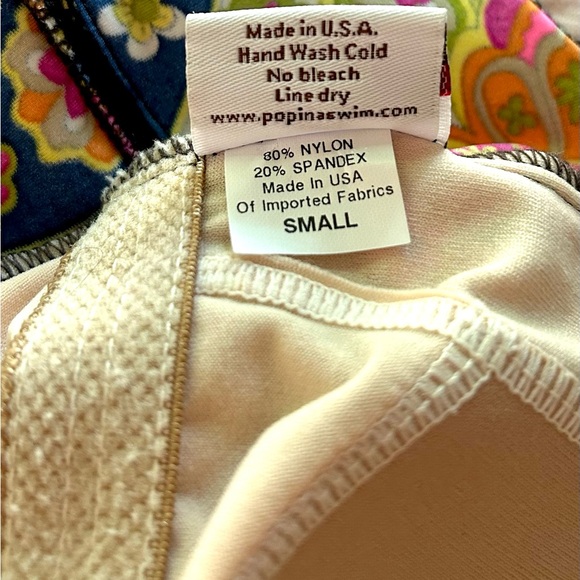 Made in U.S.A.
Hand Wash Cold
No bleach
Line dry
www.popinaswim.com
80% NYLON
20% SPANDEX
Made In USA
Of Imported Fabrics
SMALL